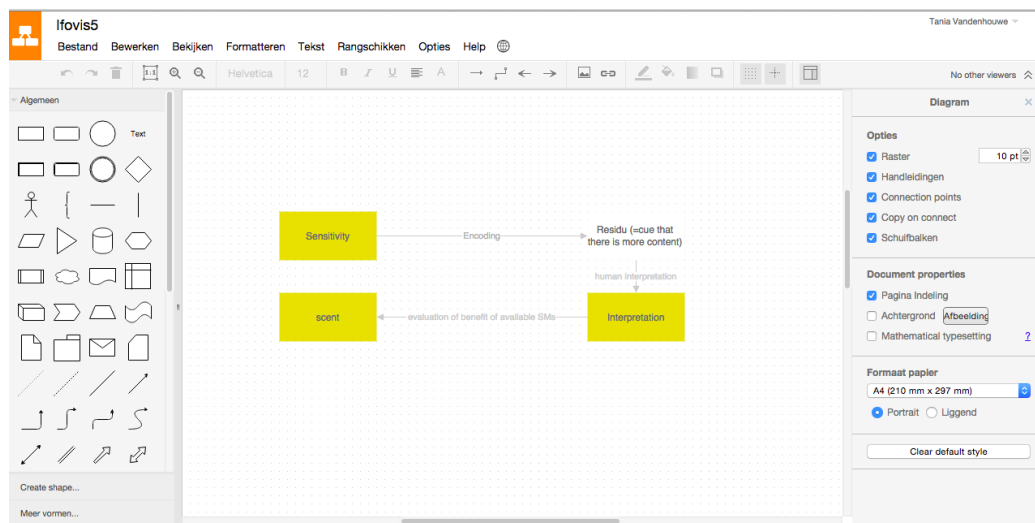 lfovis5
Tania Vandenhouwe
Bestand Bewerken Bekijken Formatteren Tekst Rangschikken Opties Help
1:1 Helvetica 12 B I U A
No other viewers
Algemeen
Text
Create shape...
Meer vormen...
Sensitivity
Encoding
Residu (=cue that
there is more content)
human interpretation
scent
evaluation of benefit of available SMs
Interpretation
Diagram
Opties
Raster 10 pt
Handleidingen
Connection points
Copy on connect
Schuifbalken
Document properties
Pagina Indeling
Achtergrond Afbeelding
Mathematical typesetting ?
Formaat papier
A4 (210 mm x 297 mm)
Portrait Liggend
Clear default style